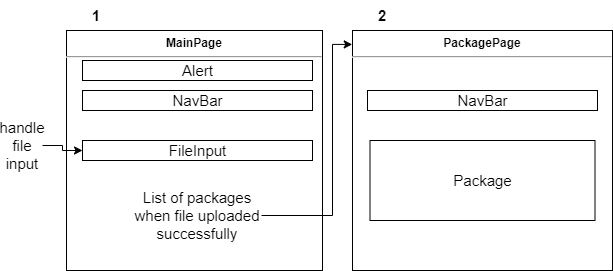 1
2
MainPage
PackagePage
Alert
NavBar
NavBar
handle
file
input
FileInput
Package
List of packages
when file uploaded
successfully